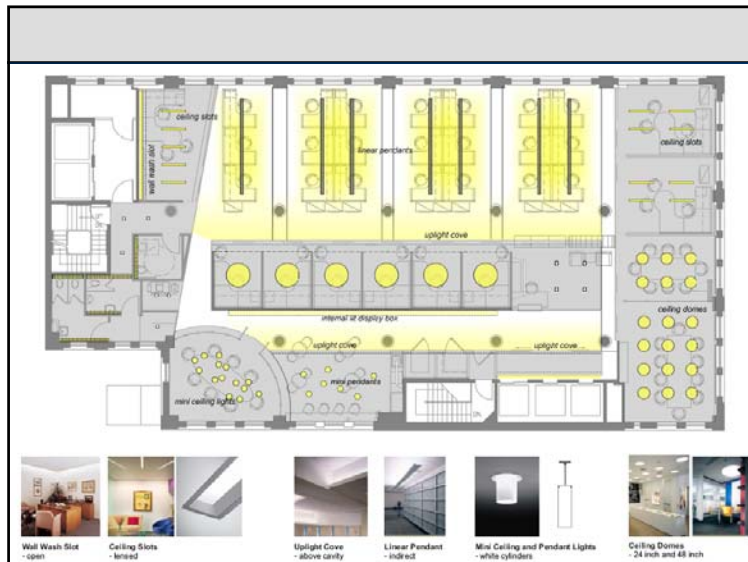 ceiling slots
wall wash slot
linear pendants
ceiling slots
uplight cove
internal lit display box
ceiling domes
uplight cove
uplight cove
mini pendants
mini ceiling lights
Wall Wash Slot
- open
Ceiling Slots
- lensed
Uplight Cove
- above cavity
Linear Pendant
- indirect
Mini Ceiling and Pendant Lights
- white cylinders
Ceiling Domes
- 24 inch and 48 inch